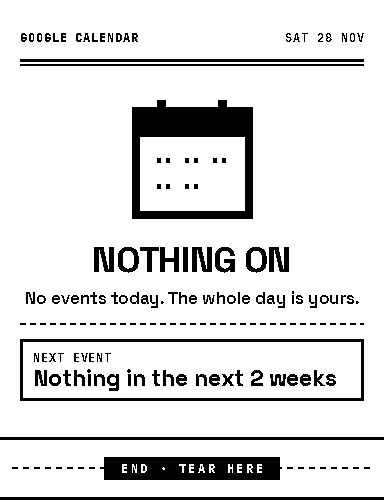 GOOGLE CALENDAR
SAT 28 NOV
NOTHING ON
No events today. The whole day is yours.
NEXT EVENT
Nothing in the next 2 weeks
END · TEAR HERE